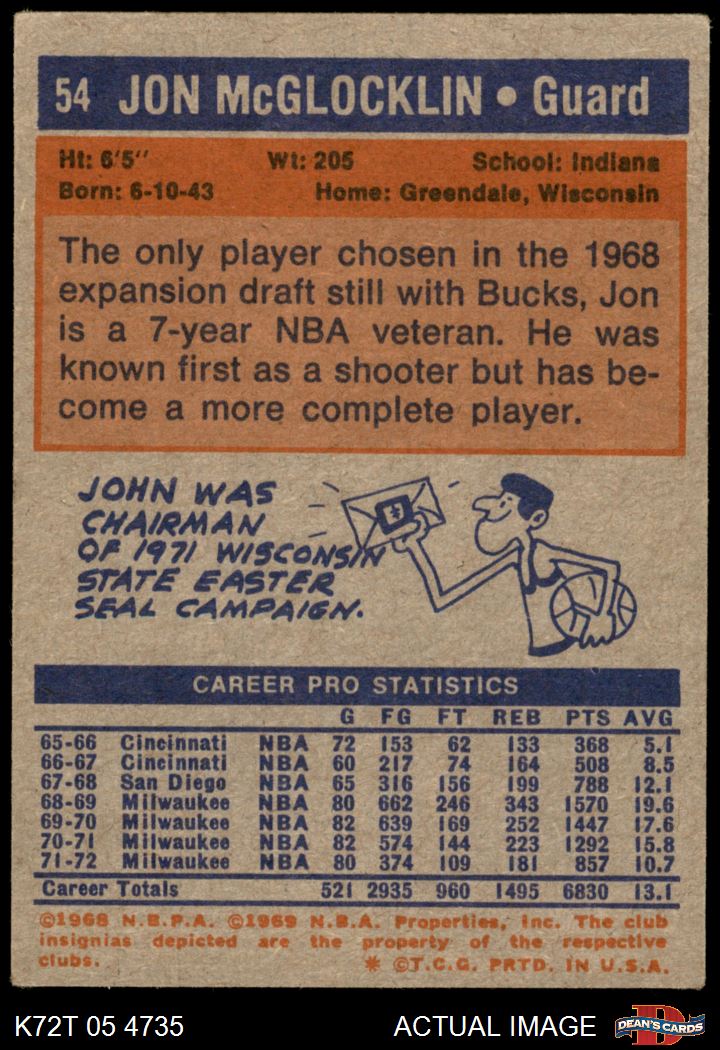 54 JON McGLOCKLIN • Guard
Ht: 6'5" Wt: 205 School: Indiana
Born: 6-10-43 Home: Greendale, Wisconsin
The only player chosen in the 1968
expansion draft still with Bucks, Jon
is a 7-year NBA veteran. He was
known first as a shooter but has be-
come a more complete player.
JOHN WAS
CHAIRMAN
OF 1971 WISCONSIN
STATE EASTER
SEAL CAMPAIGN.
$
CAREER PRO STATISTICS
G FG FT REB PTS AVG
65-66 Cincinnati NBA 72 153 62 133 368 5.1
66-67 Cincinnati NBA 60 217 74 164 508 8.5
67-68 San Diego NBA 65 316 156 199 788 12.1
68-69 Milwaukee NBA 80 662 246 343 1570 19.6
69-70 Milwaukee NBA 82 639 169 252 1447 17.6
70-71 Milwaukee NBA 82 574 144 223 1292 15.8
71-72 Milwaukee NBA 80 374 109 181 857 10.7
Career Totals 521 2935 960 1495 6830 13.1
©1968 N.B.P.A. ©1969 N.B.A. Properties, Inc. The club
insignias depicted are the property of the respective
clubs. * ©T.C.G. PRTD. IN U.S.A.
K72T 05 4735 ACTUAL IMAGE D DEAN'S CARDS